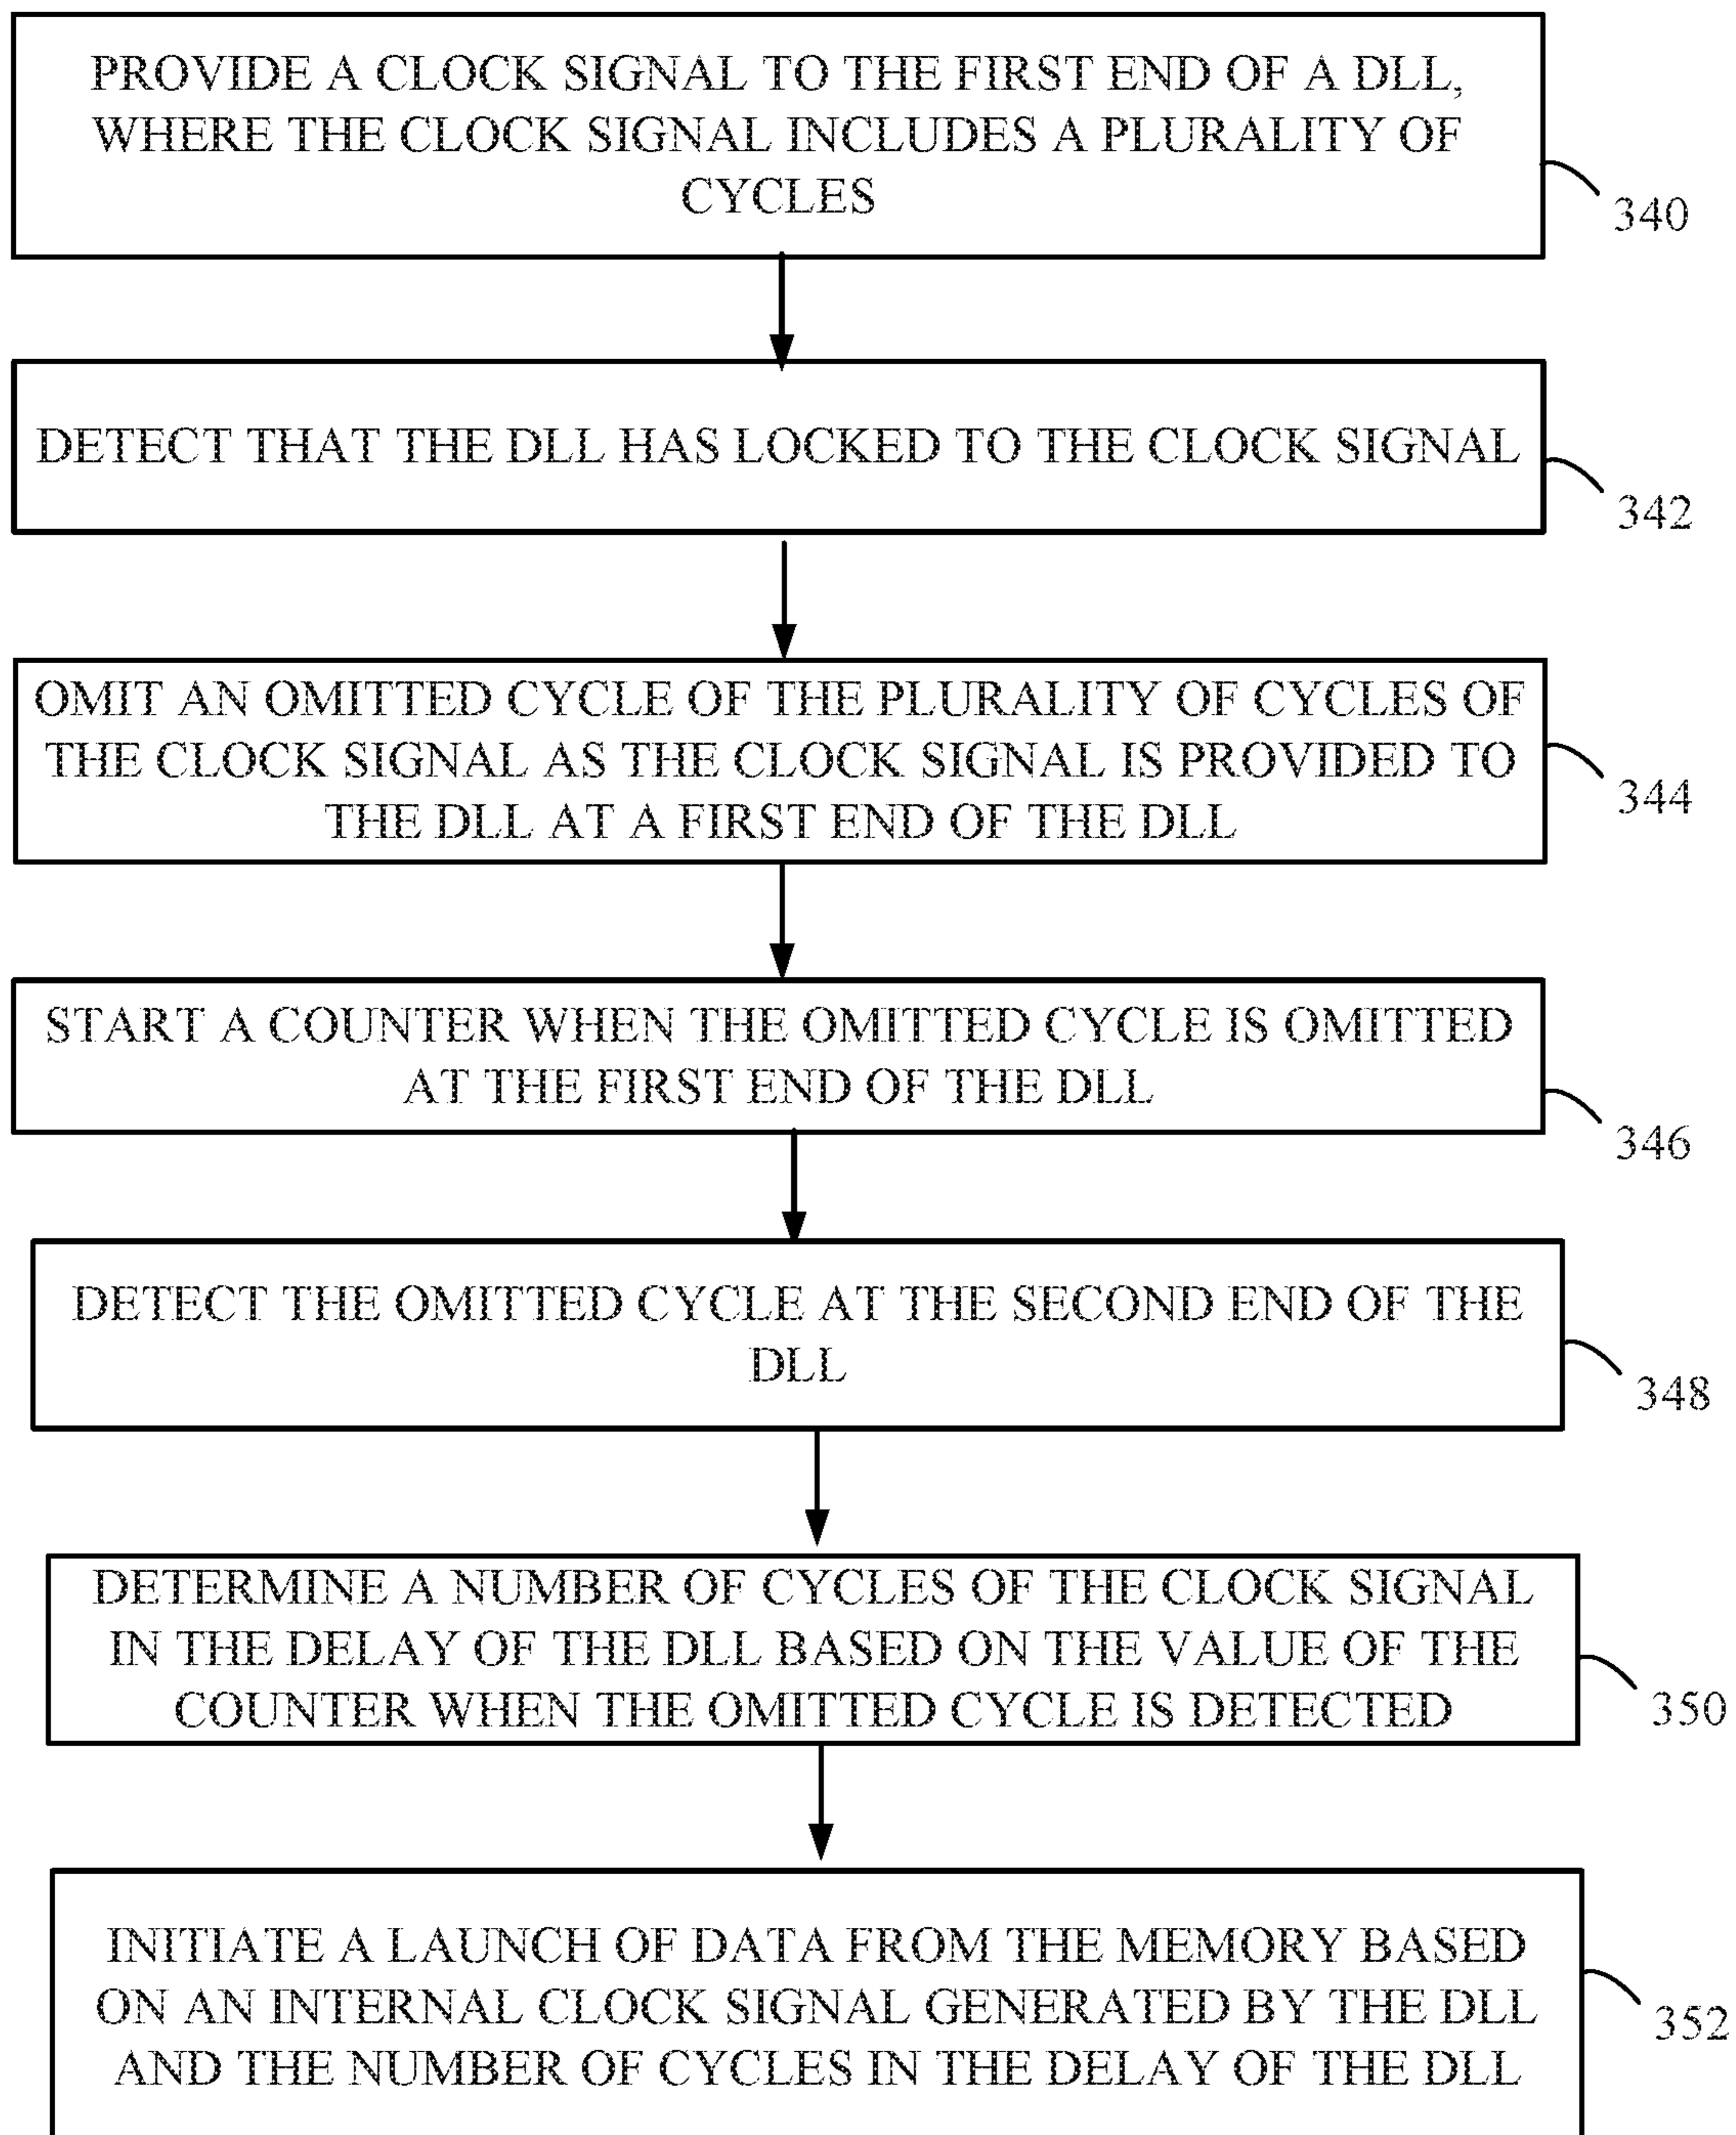 PROVIDE A CLOCK SIGNAL TO THE FIRST END OF A DLL,
WHERE THE CLOCK SIGNAL INCLUDES A PLURALITY OF
CYCLES
340
DETECT THAT THE DLL HAS LOCKED TO THE CLOCK SIGNAL
342
OMIT AN OMITTED CYCLE OF THE PLURALITY OF CYCLES OF
THE CLOCK SIGNAL AS THE CLOCK SIGNAL IS PROVIDED TO
THE DLL AT A FIRST END OF THE DLL
344
START A COUNTER WHEN THE OMITTED CYCLE IS OMITTED
AT THE FIRST END OF THE DLL
346
DETECT THE OMITTED CYCLE AT THE SECOND END OF THE
DLL
348
DETERMINE A NUMBER OF CYCLES OF THE CLOCK SIGNAL
IN THE DELAY OF THE DLL BASED ON THE VALUE OF THE
COUNTER WHEN THE OMITTED CYCLE IS DETECTED
350
INITIATE A LAUNCH OF DATA FROM THE MEMORY BASED
ON AN INTERNAL CLOCK SIGNAL GENERATED BY THE DLL
AND THE NUMBER OF CYCLES IN THE DELAY OF THE DLL
352